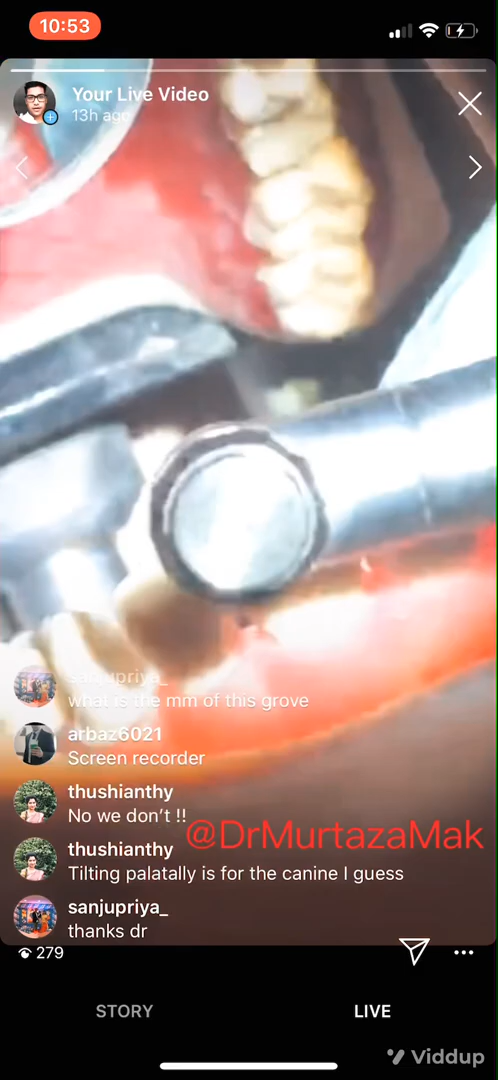 10:53
Your Live Video
13h ago
sanjupriya_
what is the mm of this grove
arbaz6021
Screen recorder
thushianthy
No we don't !!
@DrMurtazaMak
thushianthy
Tilting palatally is for the canine I guess
sanjupriya_
thanks dr
279
STORY
LIVE
Viddup